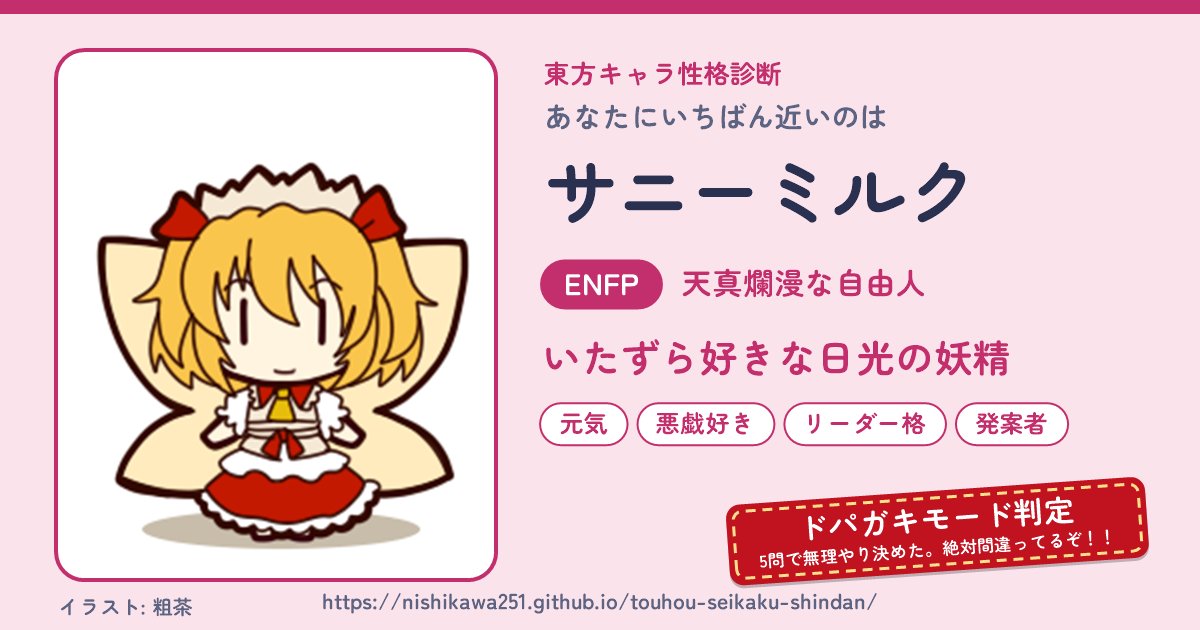 東方キャラ性格診断
あなたにいちばん近いのは
サニーミルク
ENFP 天真爛漫な自由人
いたずら好きな日光の妖精
元気 悪戯好き リーダー格 発案者
ドパガキモード判定
5問で無理やり決めた。絶対間違ってるぞ！！
イラスト: 粗茶
https://nishikawa251.github.io/touhou-seikaku-shindan/